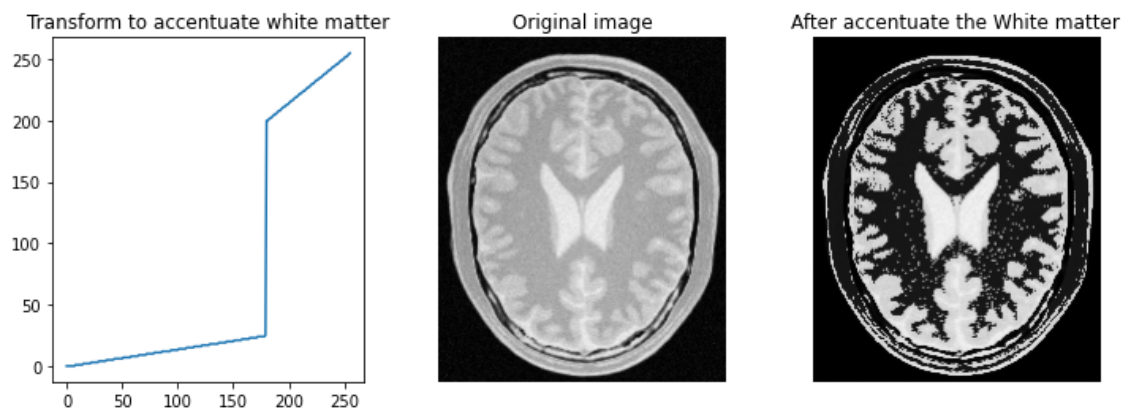 Transform to accentuate white matter
Original image
After accentuate the White matter
250
200
150
100
50
0
0 50 100 150 200 250